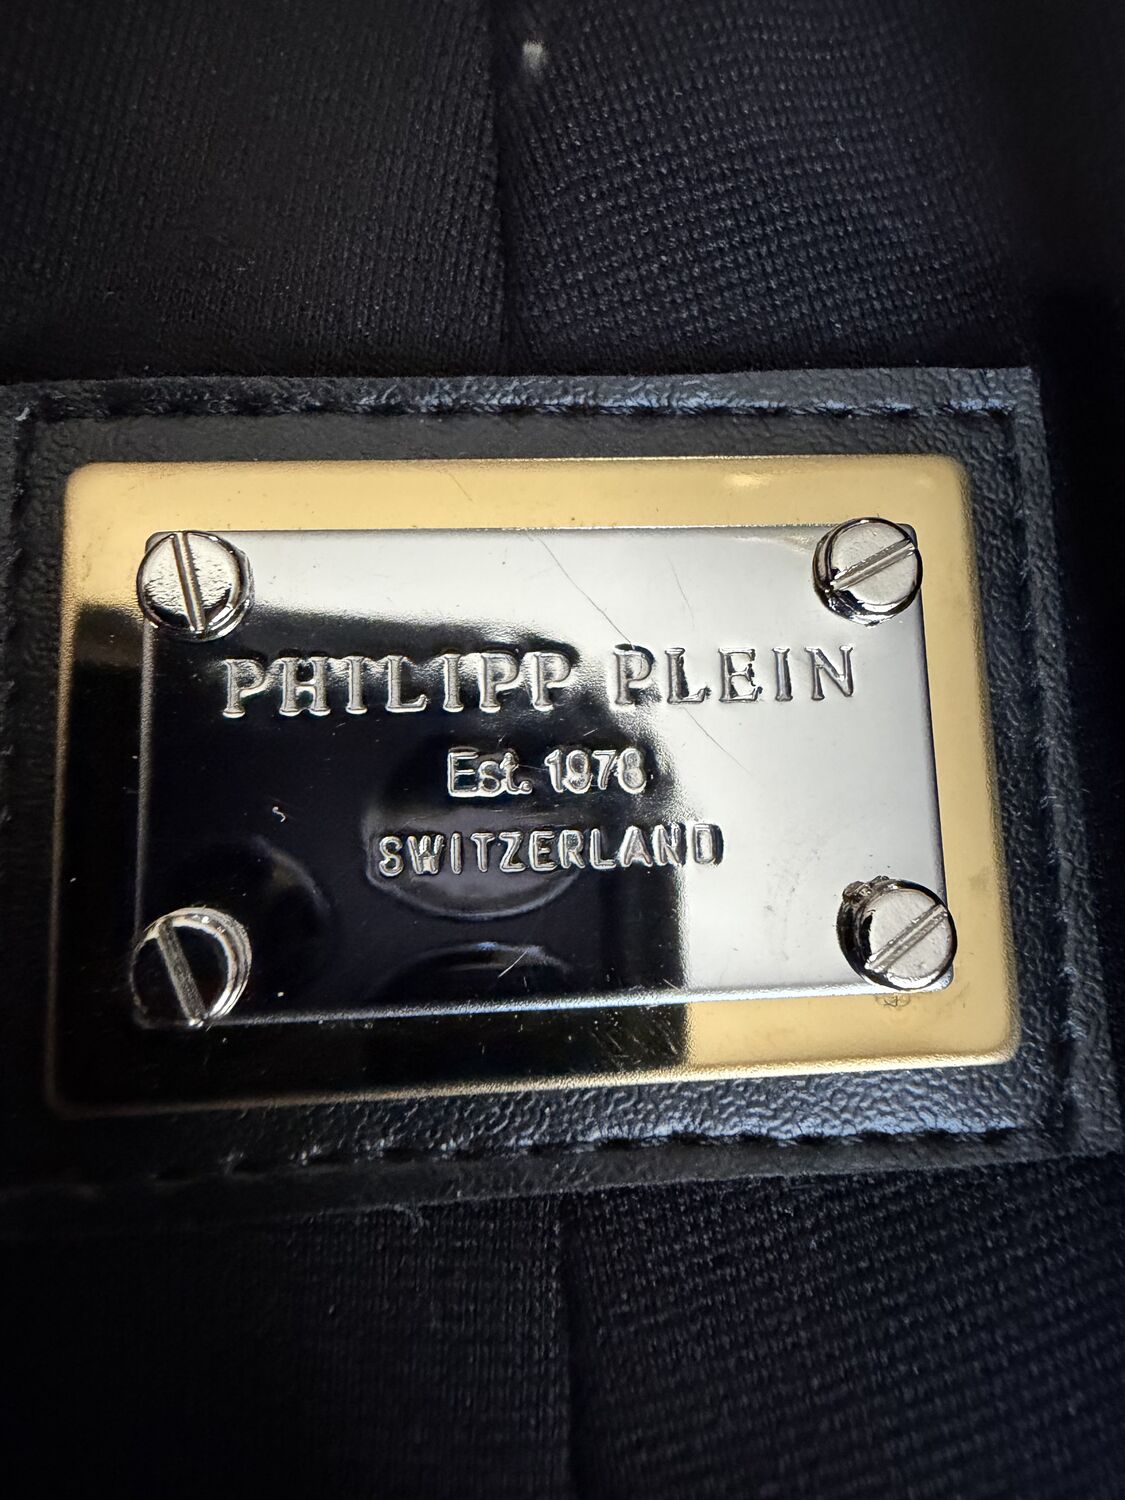 PHILIPP PLEIN
Est. 1978
SWITZERLAND